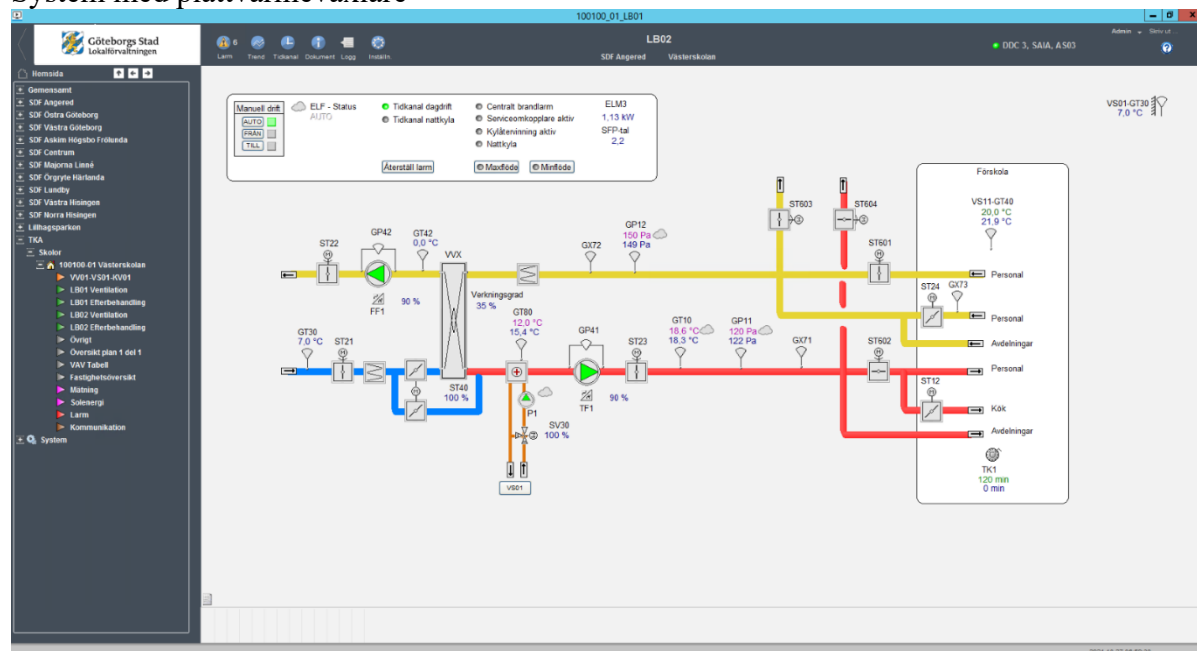 System med plattvärmeväxlare
100100_01_LB01
Göteborgs Stad
Lokalförvaltningen
6
Larm
Trend
Tidkanal
Dokument
Logg
Inställn
LB02
SDF Angered
Västerskolan
DDC 3, SAIA, AS03
Admin
Skriv ut...
Hemsida
Gemensamt
SDF Angered
SDF Östra Göteborg
SDF Västra Göteborg
SDF Askim Högsbo Frölunda
SDF Centrum
SDF Majorna Linné
SDF Örgryte Härlanda
SDF Lundby
SDF Västra Hisingen
SDF Norra Hisingen
Lillhagsparken
TKA
Skolor
100100-01 Västerskolan
VV01-VS01-KV01
LB01 Ventilation
LB01 Efterbehandling
LB02 Ventilation
LB02 Efterbehandling
Övrigt
Översikt plan 1 del 1
VAV Tabell
Fastighetsöversikt
Mätning
Solenergi
Larm
Kommunikation
System
Manuell drift
AUTO
FRÅN
TILL
ELF - Status
AUTO
Tidkanal dagdrift
Tidkanal nattkyla
Centralt brandlarm
Serviceomkopplare aktiv
Kylåtervinning aktiv
Nattkyla
ELM3
1,13 kW
SFP-tal
2,2
Återställ larm
Maxflöde
Minflöde
VS01-GT30
7,0 °C
Förskola
VS11-GT40
20,0 °C
21,9 °C
ST603
ST604
ST601
GP12
150 Pa
149 Pa
GX72
GP42
GT42
0,0 °C
ST22
VVX
FF1
90 %
Verkningsgrad
35 %
Personal
ST24
GX73
Personal
Avdelningar
GT30
7,0 °C
ST21
GT80
12,0 °C
15,4 °C
GP41
ST23
GT10
18,6 °C
18,3 °C
GP11
120 Pa
122 Pa
GX71
ST602
Personal
ST40
100 %
TF1
90 %
P1
SV30
100 %
ST12
Kök
Avdelningar
VS01
TK1
120 min
0 min